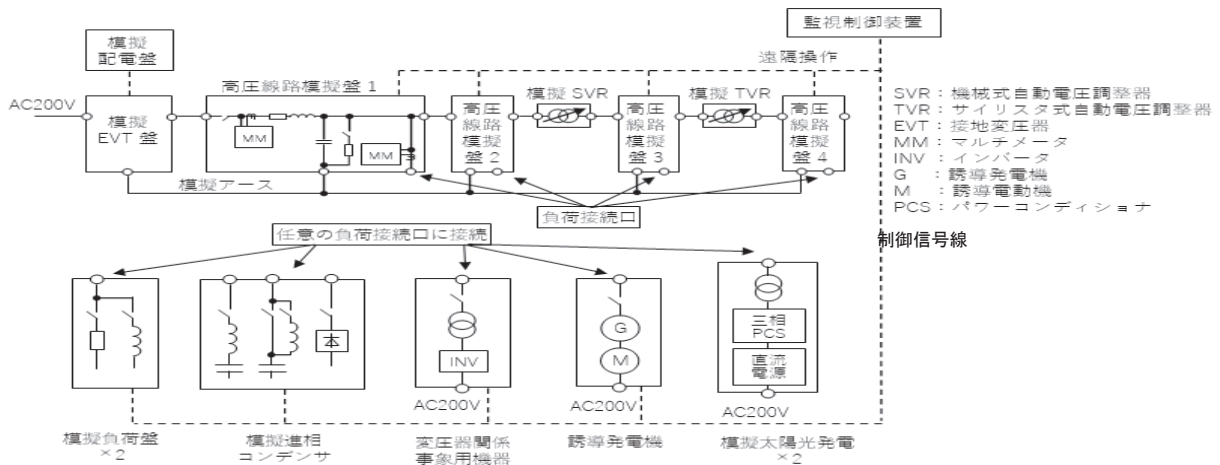 監視制御装置
模擬
配電盤
遠隔操作
高圧線路模擬盤 1
AC200V
模擬
EVT 盤
MM
MM
高圧
線路
模擬
盤 2
模擬 SVR
高圧
線路
模擬
盤 3
模擬 TVR
高圧
線路
模擬
盤 4
SVR：機械式自動電圧調整器
TVR：サイリスタ式自動電圧調整器
EVT：接地変圧器
MM：マルチメータ
INV：インバータ
G ：誘導発電機
M ：誘導電動機
PCS：パワーコンディショナ
模擬アース
負荷接続口
任意の負荷接続口に接続
制御信号線
INV
G
M
三相
PCS
直流
電源
AC200V
AC200V
AC200V
模擬負荷盤
×2
模擬進相
コンデンサ
変圧器関係
事象用機器
誘導発電機
模擬太陽光発電
×2